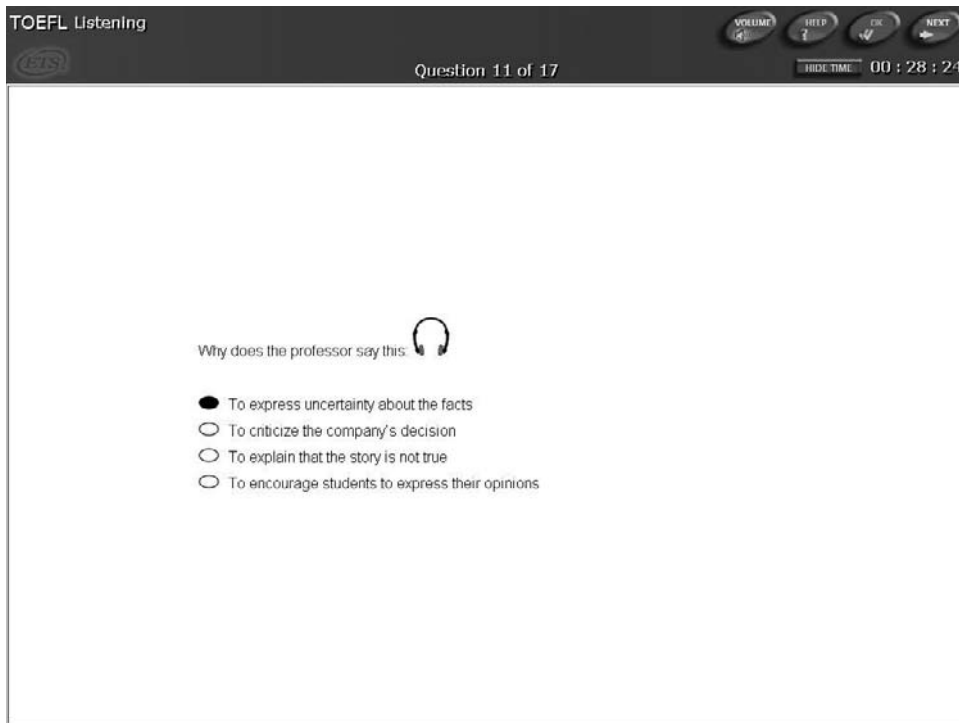 TOEFL Listening
VOLUME
HELP
?
OK
NEXT
ETS
Question 11 of 17
HIDE TIME
00 : 28 : 24
Why does the professor say this:
To express uncertainty about the facts
To criticize the company's decision
To explain that the story is not true
To encourage students to express their opinions